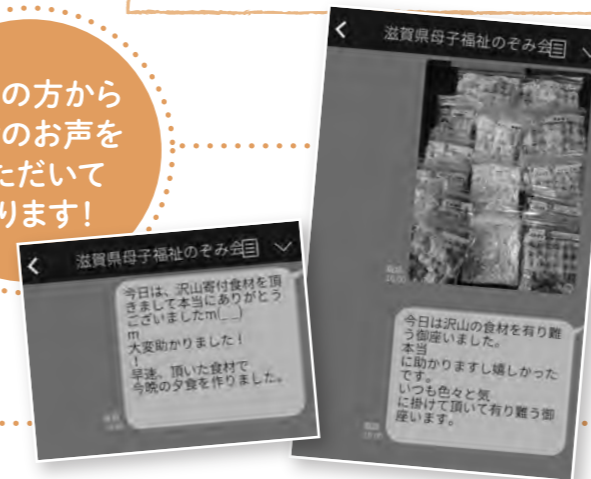 の方から
のお声を
ただいて
ります!
滋賀県母子福祉のぞみ会
今日は、沢山寄付食材を頂
きまして本当にありがとう
ございましたm(_ _)
m
大変助かりました!
!
早速、頂いた食材で
今晩の夕食を作りました。
滋賀県母子福祉のぞみ会
今日は沢山の食材を有り難
う御座いました。
本当
に助かりますし嬉しかった
です。
いつも色々と気
に掛けて頂いて有り難う御
座います。